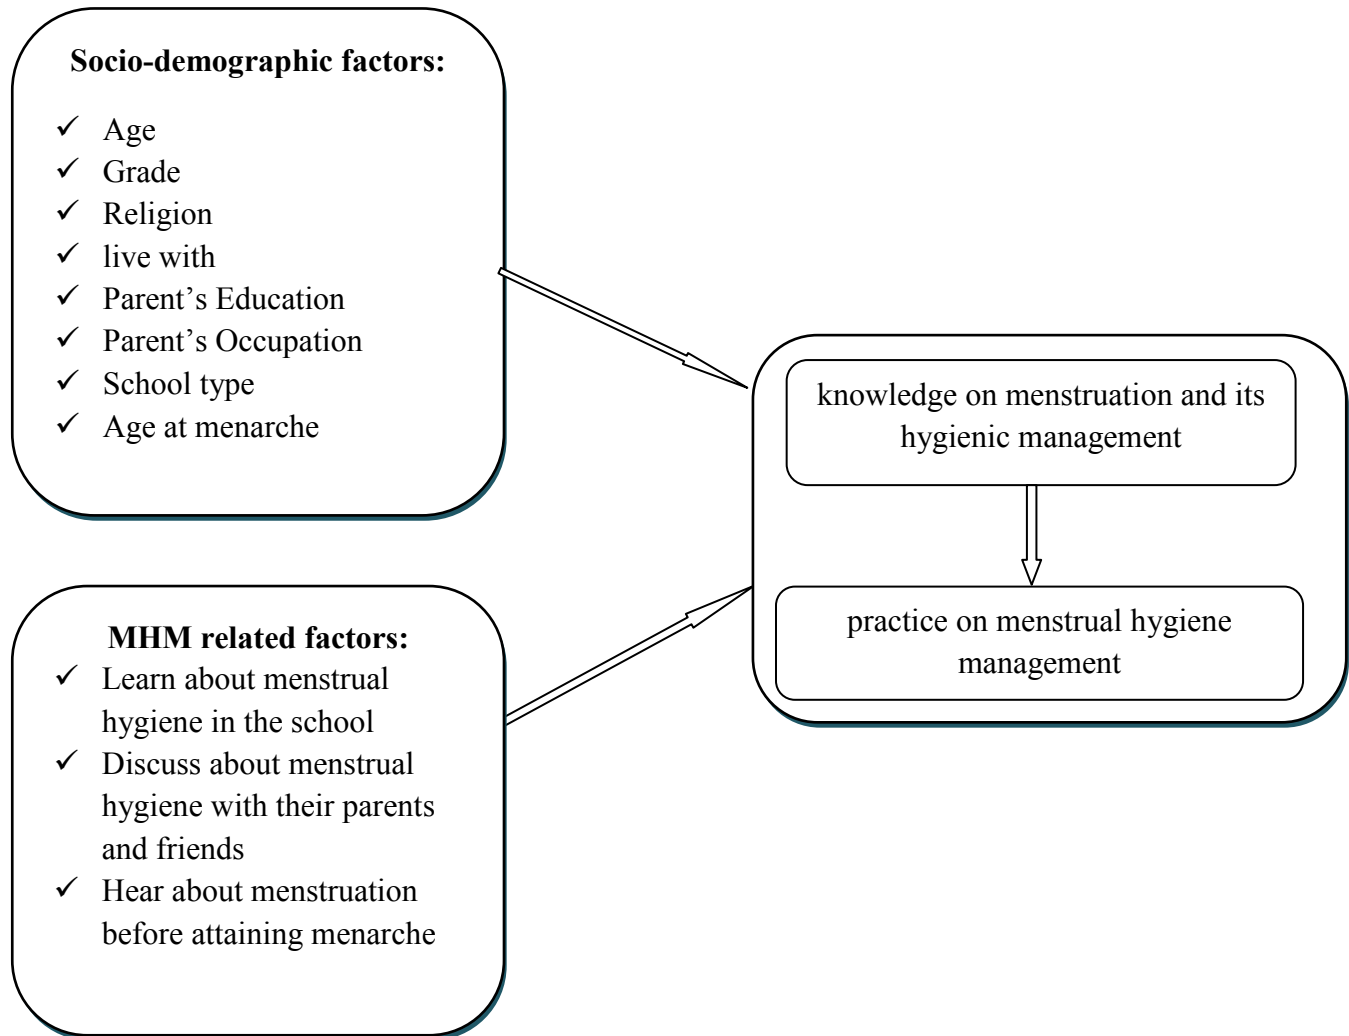 Socio-demographic factors:
✓ Age
✓ Grade
✓ Religion
✓ live with
✓ Parent’s Education
✓ Parent’s Occupation
✓ School type
✓ Age at menarche
knowledge on menstruation and its
hygienic management
practice on menstrual hygiene
management
MHM related factors:
✓ Learn about menstrual
hygiene in the school
✓ Discuss about menstrual
hygiene with their parents
and friends
✓ Hear about menstruation
before attaining menarche